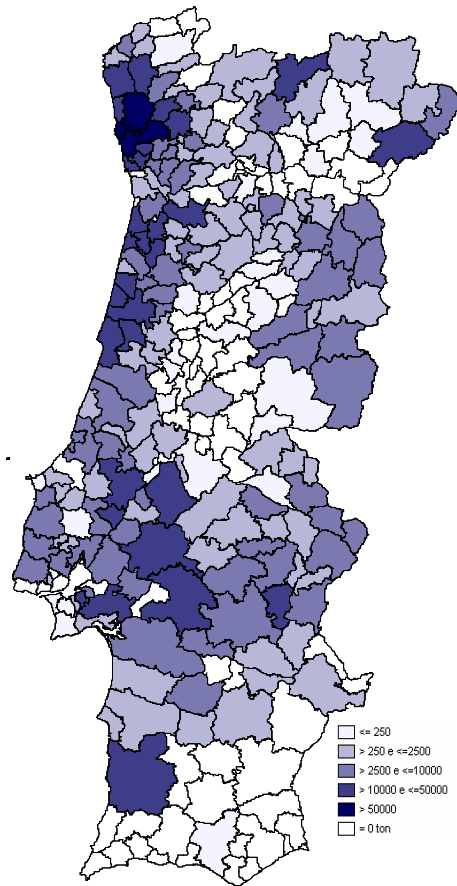 <= 250
> 250 e <=2500
> 2500 e <=10000
> 10000 e <=50000
> 50000
= 0 ton